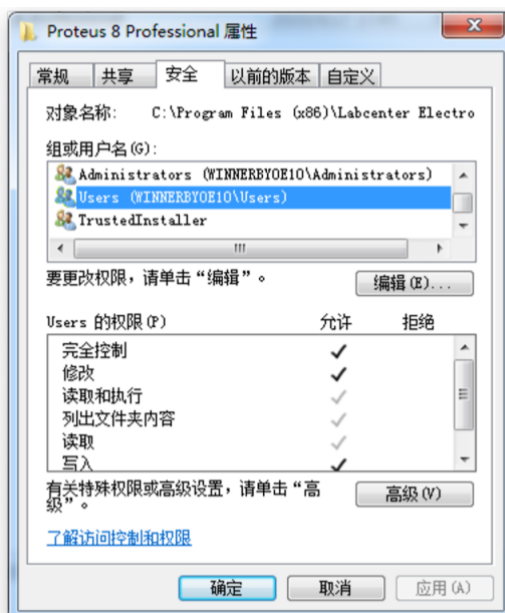 Proteus 8 Professional 属性
常规 共享 安全 以前的版本 自定义
对象名称: C:\Program Files (x86)\Labcenter Electro
组或用户名(G):
Administrators (WINNERBYOE10\Administrators)
Users (WINNERBYOE10\Users)
TrustedInstaller
要更改权限，请单击“编辑”。
编辑(E)...
Users 的权限(P) 允许 拒绝
完全控制
修改
读取和执行
列出文件夹内容
读取
写入
有关特殊权限或高级设置，请单击“高
级”。
高级(V)
了解访问控制和权限
确定 取消 应用(A)